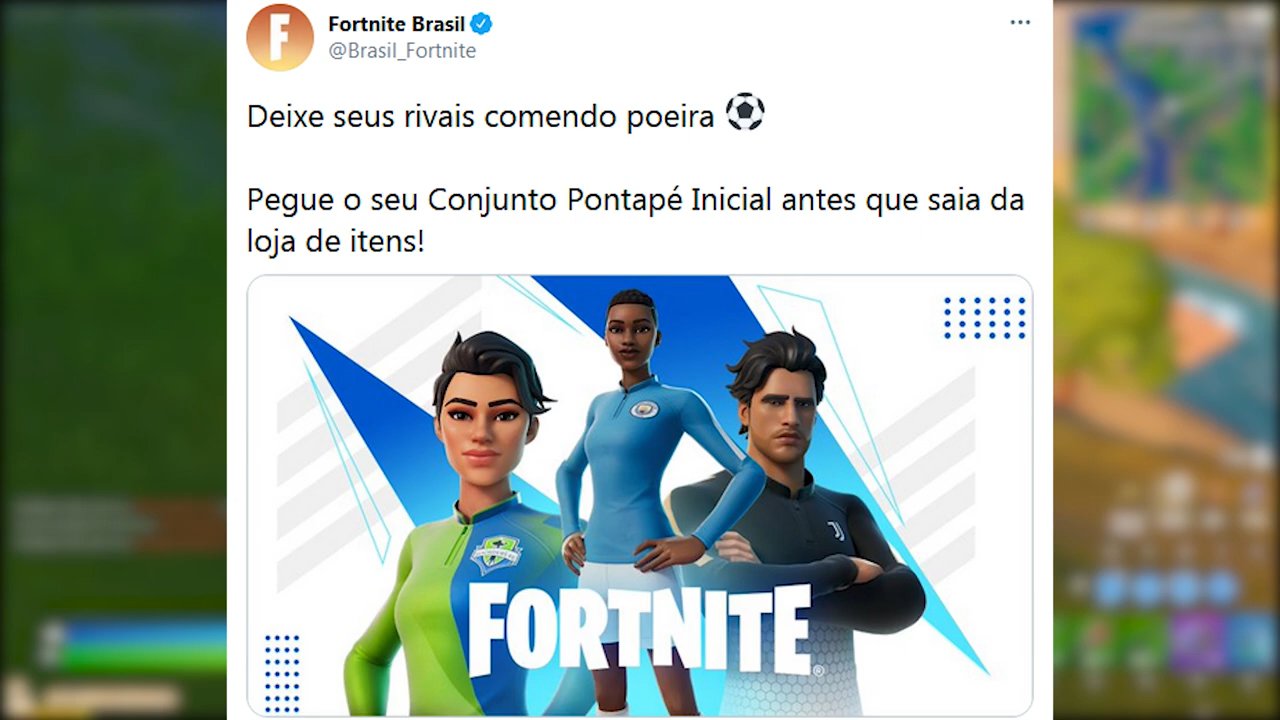 Fortnite Brasil
@Brasil_Fortnite
Deixe seus rivais comendo poeira
Pegue o seu Conjunto Pontapé Inicial antes que saia da
loja de itens!
FORTNITE